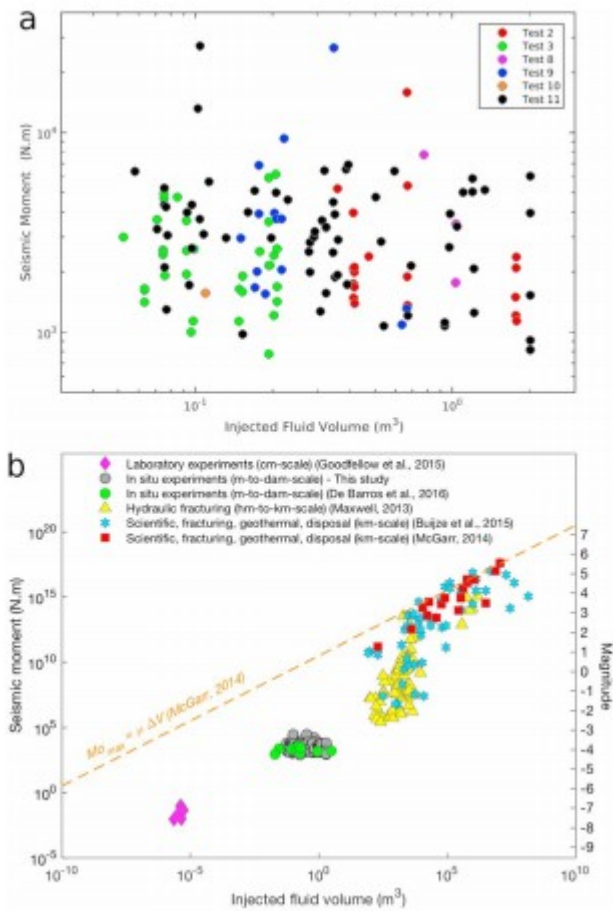 a
Test 2
Test 3
Test 8
Test 9
Test 10
Test 11
10⁴
10³
Seismic Moment (N.m)
10⁻¹
10⁰
Injected Fluid Volume (m³)
b
Laboratory experiments (cm-scale) (Goodfellow et al., 2015)
In situ experiments (m-to-dam-scale) - This study
In situ experiments (m-to-dam-scale) (De Barros et al., 2016)
Hydraulic fracturing (hm-to-km-scale) (Maxwell, 2013)
Scientific, fracturing, geothermal, disposal (km-scale) (Buijze et al., 2015)
Scientific, fracturing, geothermal, disposal (km-scale) (McGarr, 2014)
10²⁰
10¹⁵
10¹⁰
10⁵
10⁰
10⁻⁵
Seismic moment (N.m)
Mo max = μ ΔV (McGarr, 2014)
7
6
5
4
3
2
1
0
-1
-2
-3
-4
-5
-6
-7
-8
-9
Magnitude
10⁻¹⁰
10⁻⁵
10⁰
10⁵
10¹⁰
Injected fluid volume (m³)